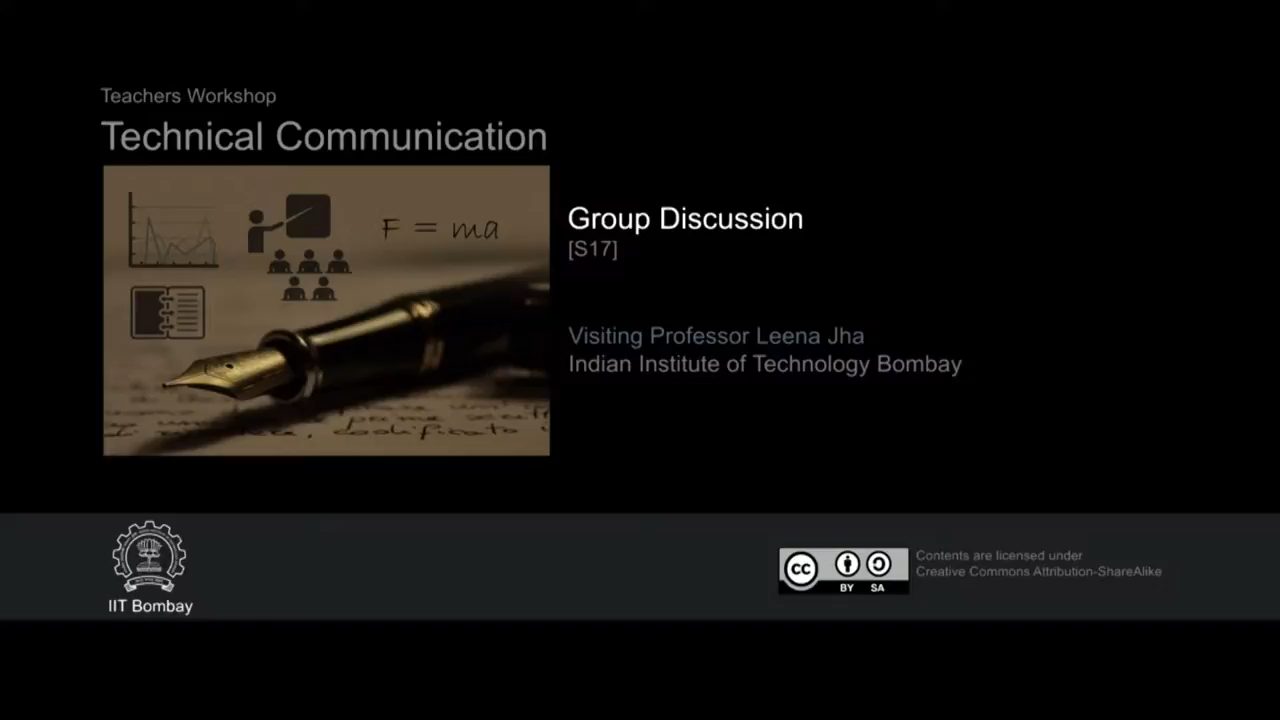 Teachers Workshop
Technical Communication
F = ma
Group Discussion
[S17]
Visiting Professor Leena Jha
Indian Institute of Technology Bombay
IIT Bombay
cc
BY SA
Contents are licensed under
Creative Commons Attribution-ShareAlike